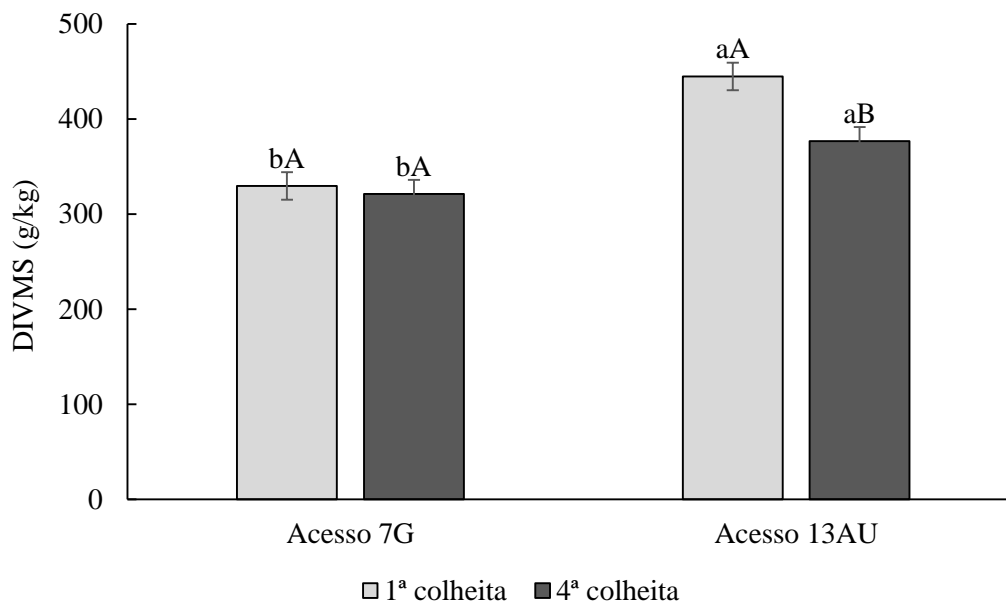 500
400
300
200
100
0
DIVMS (g/kg)
bA
bA
aA
aB
Acesso 7G
Acesso 13AU
1ª colheita
4ª colheita